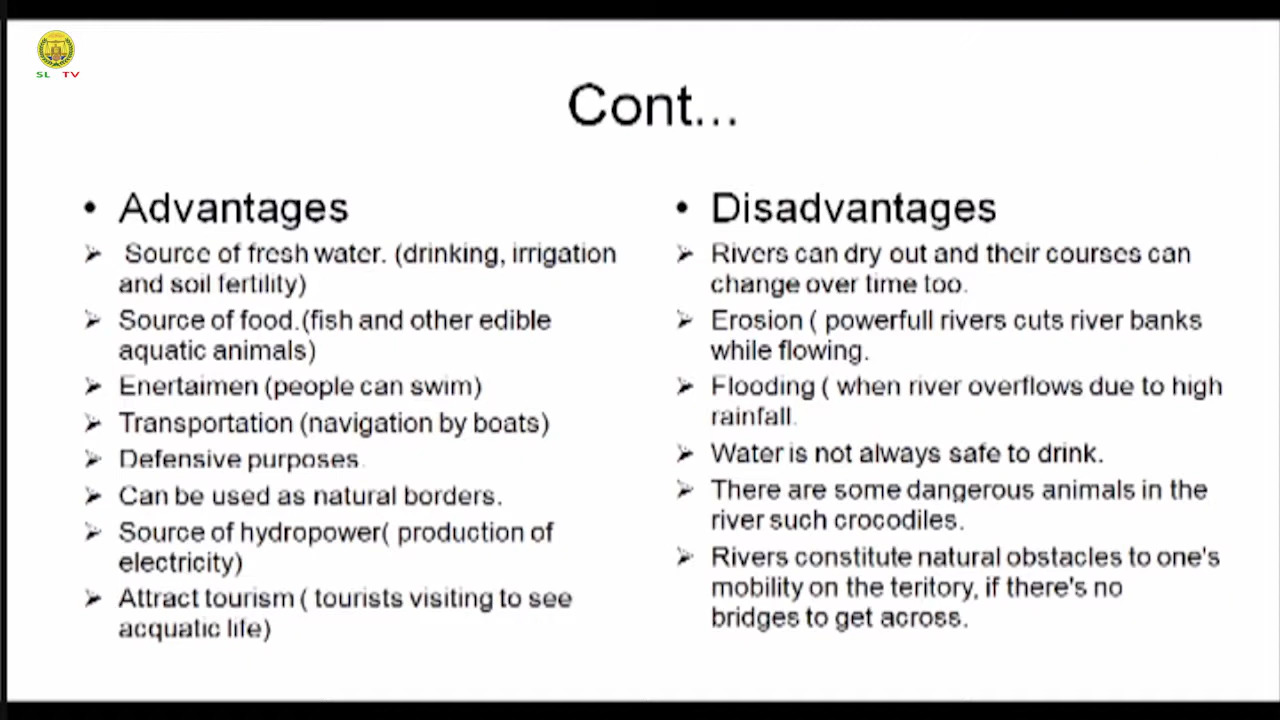 SL TV
Cont...
• Advantages
➢ Source of fresh water. (drinking, irrigation
and soil fertility)
➢ Source of food.(fish and other edible
aquatic animals)
➢ Enertaimen (people can swim)
➢ Transportation (navigation by boats)
➢ Defensive purposes.
➢ Can be used as natural borders.
➢ Source of hydropower( production of
electricity)
➢ Attract tourism ( tourists visiting to see
acquatic life)
• Disadvantages
➢ Rivers can dry out and their courses can
change over time too.
➢ Erosion ( powerfull rivers cuts river banks
while flowing.
➢ Flooding ( when river overflows due to high
rainfall.
➢ Water is not always safe to drink.
➢ There are some dangerous animals in the
river such crocodiles.
➢ Rivers constitute natural obstacles to one's
mobility on the teritory, if there's no
bridges to get across.